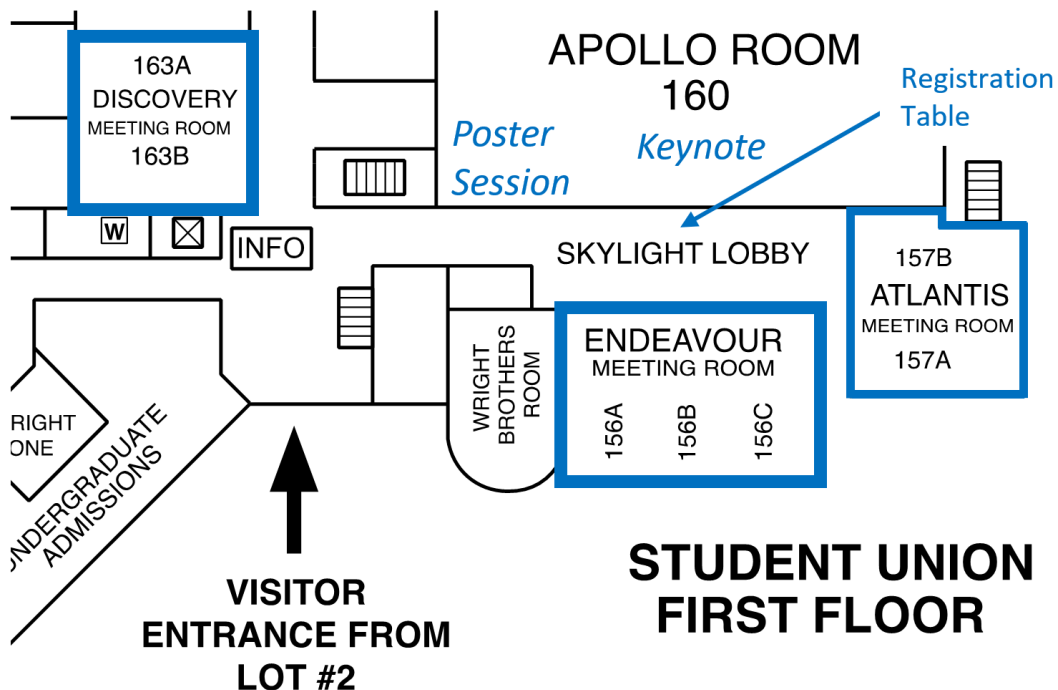 163A
DISCOVERY
MEETING ROOM
163B
W
INFO
APOLLO ROOM
160
Poster
Session
Keynote
Registration
Table
SKYLIGHT LOBBY
157B
ATLANTIS
MEETING ROOM
157A
ENDEAVOUR
MEETING ROOM
156A
156B
156C
WRIGHT
BROTHERS
ROOM
RIGHT
ONE
UNDERGRADUATE
ADMISSIONS
VISITOR
ENTRANCE FROM
LOT #2
STUDENT UNION
FIRST FLOOR